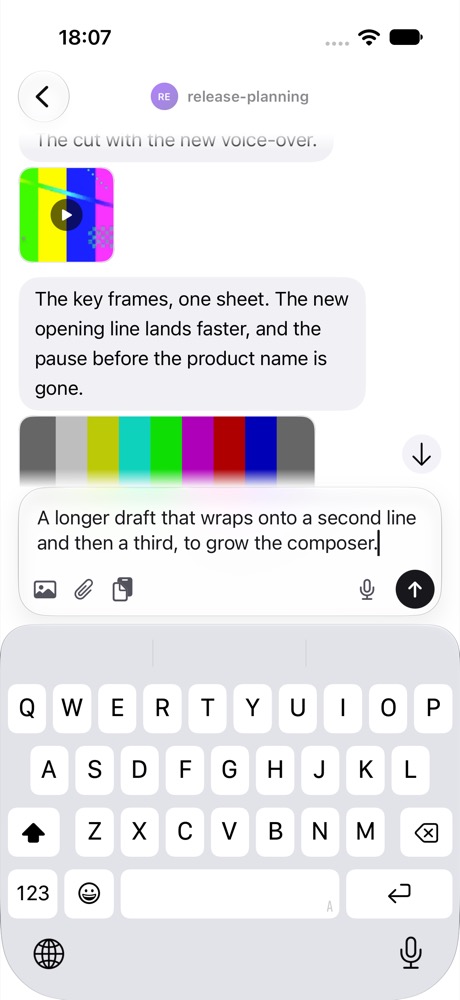 18:07
RE release-planning
The cut with the new voice-over.
The key frames, one sheet. The new
opening line lands faster, and the
pause before the product name is
gone.
A longer draft that wraps onto a second line
and then a third, to grow the composer.
Q W E R T Y U I O P
A S D F G H J K L
Z X C V B N M
123
A